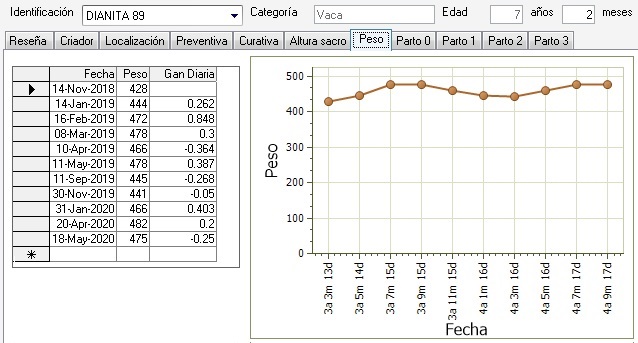 Identificación DIANITA 89 Categoría Vaca Edad 7 años 2 meses
Reseña Criador Localización Preventiva Curativa Altura sacro Peso Parto 0 Parto 1 Parto 2 Parto 3
Fecha Peso Gan Diaria
14-Nov-2018 428
14-Jan-2019 444 0.262
16-Feb-2019 472 0.848
08-Mar-2019 478 0.3
10-Apr-2019 466 -0.364
11-May-2019 478 0.387
11-Sep-2019 445 -0.268
30-Nov-2019 441 -0.05
31-Jan-2020 466 0.403
20-Apr-2020 482 0.2
18-May-2020 475 -0.25
*
Peso
500
400
300
200
100
0
3a 3m 13d
3a 5m 14d
3a 7m 15d
3a 9m 15d
3a 11m 15d
4a 1m 16d
4a 3m 16d
4a 5m 16d
4a 7m 17d
4a 9m 17d
Fecha